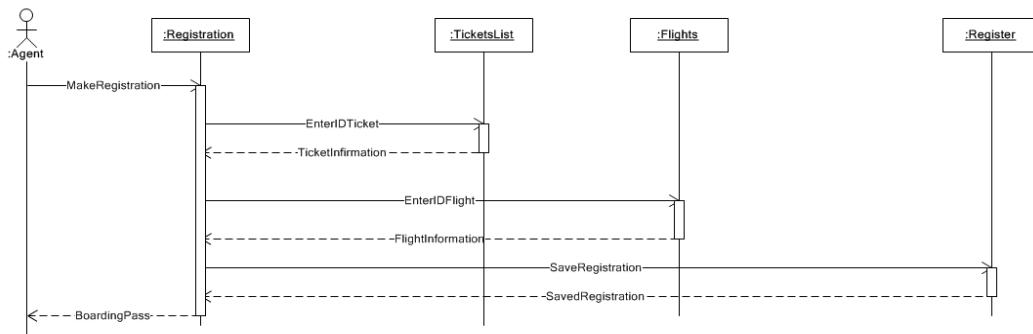 :Registration
:TicketsList
:Flights
:Register
:Agent
MakeRegistration
EnterIDTicket
TicketInfirmation
EnterIDFlight
FlightInformation
SaveRegistration
SavedRegistration
BoardingPass